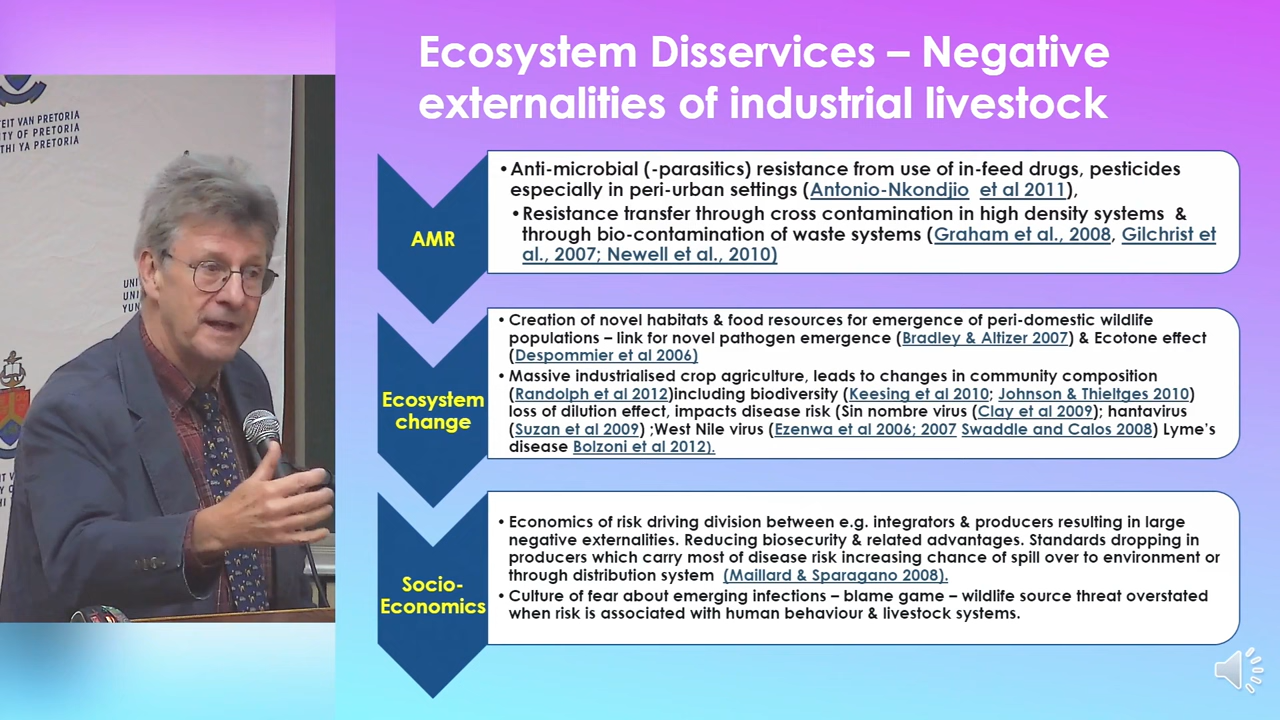 Ecosystem Disservices – Negative
externalities of industrial livestock
EIT VAN PRETORIA
ITY OF PRETORIA
THI YA PRETORIA
UNI
UNI
YUN
AMR
•Anti-microbial (-parasitics) resistance from use of in-feed drugs, pesticides
especially in peri-urban settings (Antonio-Nkondjio et al 2011),
•Resistance transfer through cross contamination in high density systems &
through bio-contamination of waste systems (Graham et al., 2008, Gilchrist et
al., 2007; Newell et al., 2010)
Ecosystem
change
• Creation of novel habitats & food resources for emergence of peri-domestic wildlife
populations – link for novel pathogen emergence (Bradley & Altizer 2007) & Ecotone effect
(Despommier et al 2006)
• Massive industrialised crop agriculture, leads to changes in community composition
(Randolph et al 2012)including biodiversity (Keesing et al 2010; Johnson & Thieltges 2010)
loss of dilution effect, impacts disease risk (Sin nombre virus (Clay et al 2009); hantavirus
(Suzan et al 2009) ;West Nile virus (Ezenwa et al 2006; 2007 Swaddle and Calos 2008) Lyme's
disease Bolzoni et al 2012).
Socio-
Economics
• Economics of risk driving division between e.g. integrators & producers resulting in large
negative externalities. Reducing biosecurity & related advantages. Standards dropping in
producers which carry most of disease risk increasing chance of spill over to environment or
through distribution system (Maillard & Sparagano 2008).
• Culture of fear about emerging infections – blame game – wildlife source threat overstated
when risk is associated with human behaviour & livestock systems.